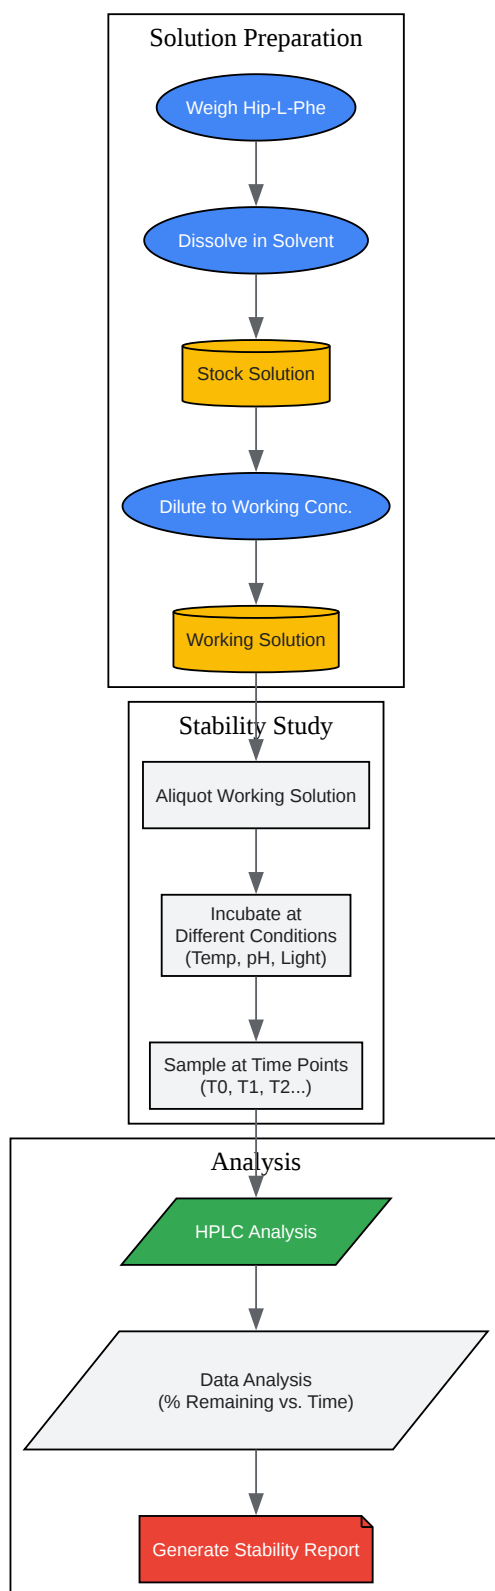 Solution Preparation
Weigh Hip-L-Phe
Dissolve in Solvent
Stock Solution
Dilute to Working Conc.
Working Solution
Stability Study
Aliquot Working Solution
Incubate at
Different Conditions
(Temp, pH, Light)
Sample at Time Points
(T0, T1, T2...)
Analysis
HPLC Analysis
Data Analysis
(% Remaining vs. Time)
Generate Stability Report